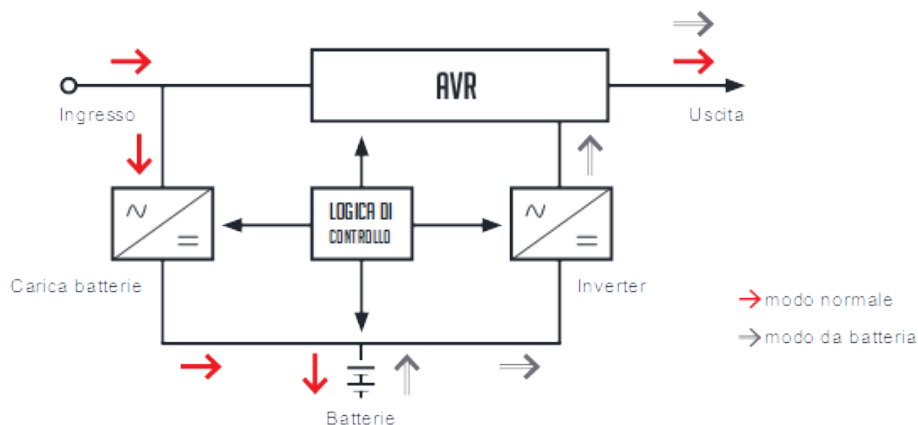 AVR
Ingresso
Uscita
LOGICA DI
CONTROLLO
Carica batterie
Inverter
modo normale
modo da batteria
Batterie